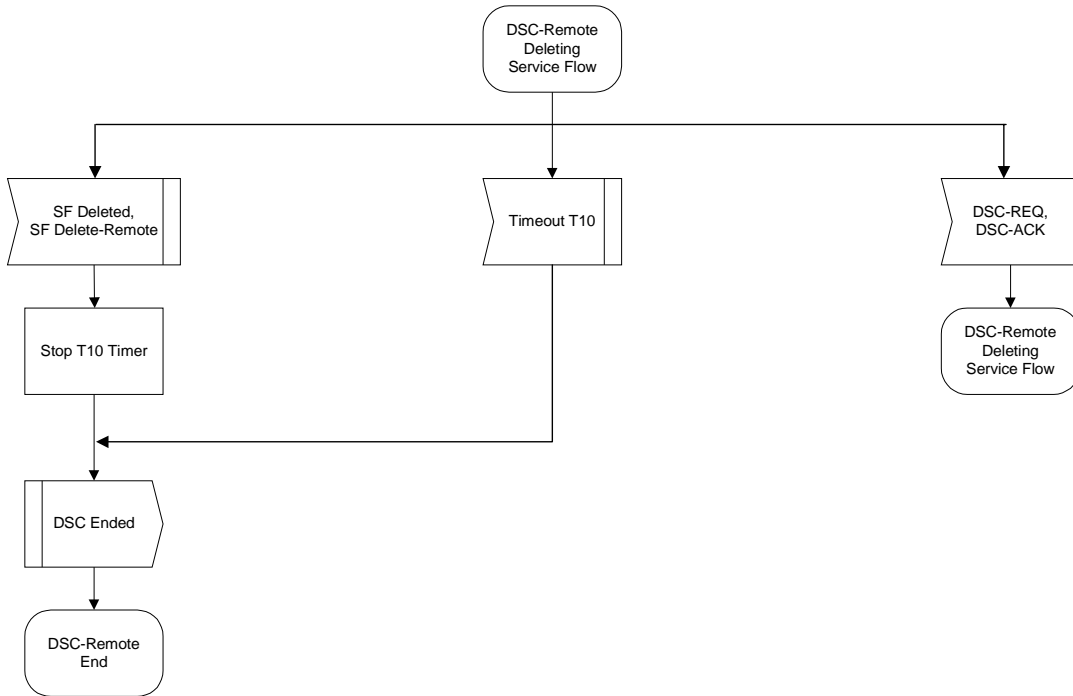 DSC-Remote
Deleting
Service Flow
SF Deleted,
SF Delete-Remote
Timeout T10
DSC-REQ,
DSC-ACK
Stop T10 Timer
DSC-Remote
Deleting
Service Flow
DSC Ended
DSC-Remote
End